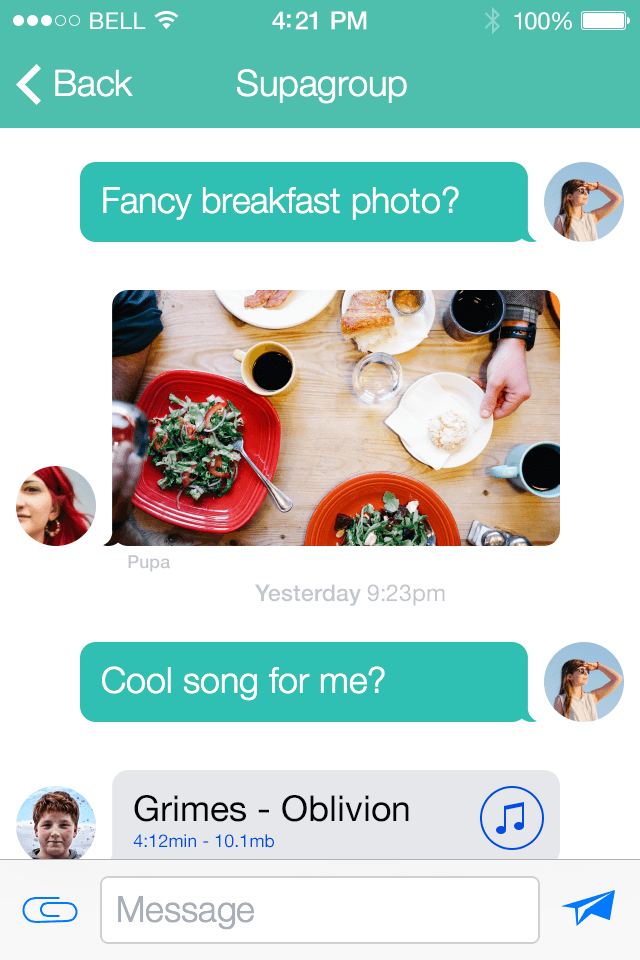 BELL 4:21 PM 100%
Back Supagroup
Fancy breakfast photo?
Pupa
Yesterday 9:23pm
Cool song for me?
Grimes - Oblivion
4:12min - 10.1mb
Message